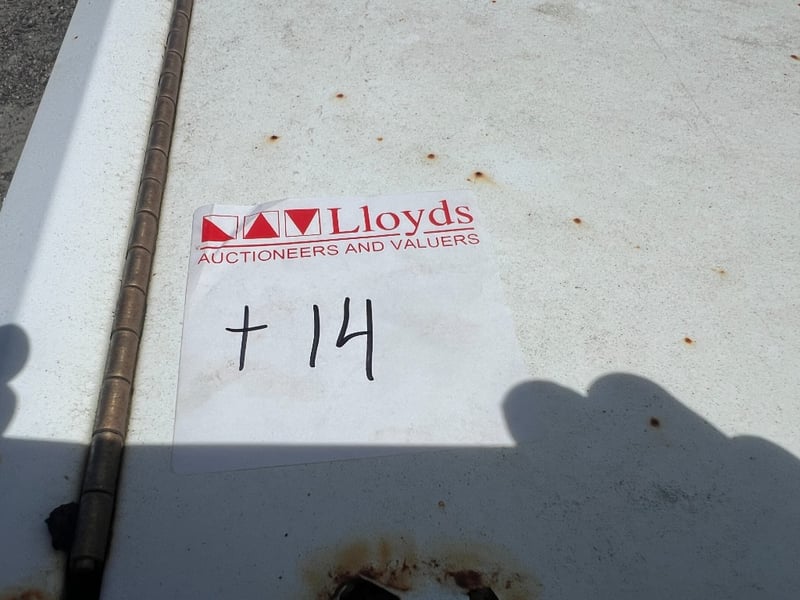 Lloyds
AUCTIONEERS AND VALUERS
+ 14